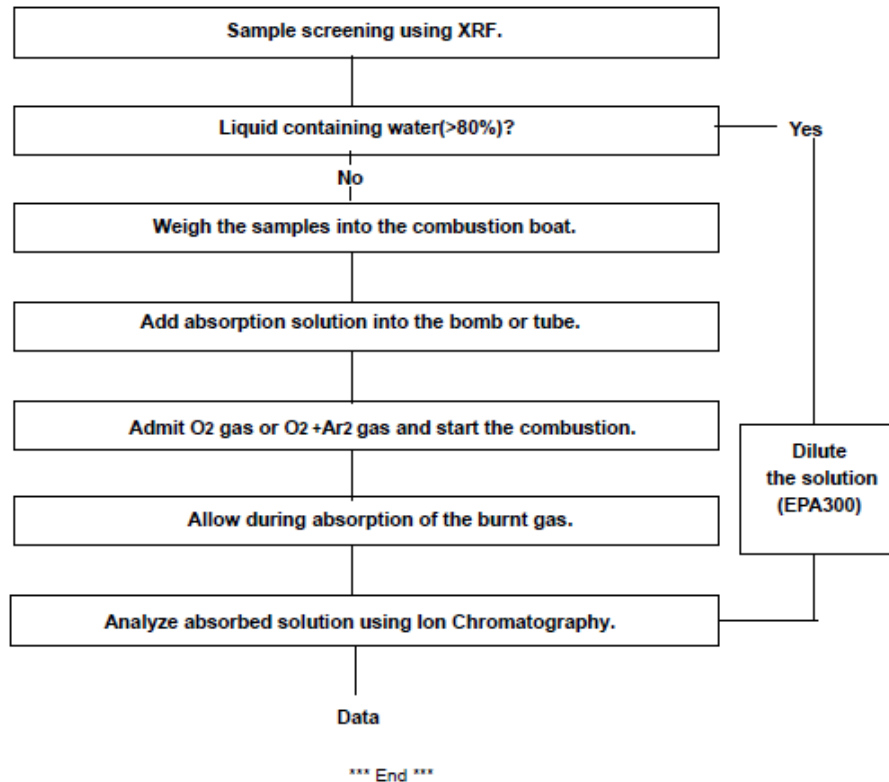 Sample screening using XRF.
Liquid containing water(>80%)?
Yes
No
Weigh the samples into the combustion boat.
Add absorption solution into the bomb or tube.
Admit O2 gas or O2 +Ar2 gas and start the combustion.
Dilute
the solution
(EPA300)
Allow during absorption of the burnt gas.
Analyze absorbed solution using Ion Chromatography.
Data
*** End ***